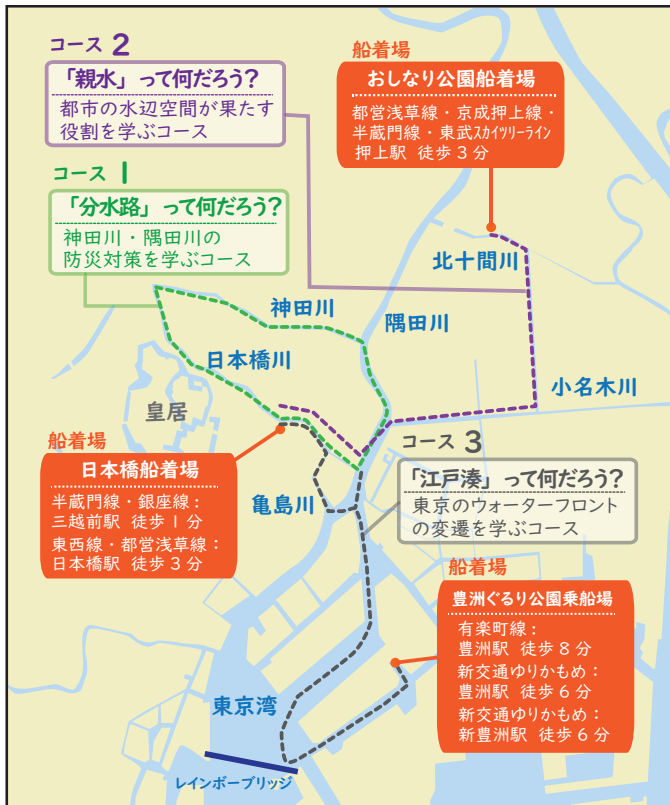 コース 2
「親水」って何だろう?
都市の水辺空間が果たす
役割を学ぶコース
船着場
おしなり公園船着場
都営浅草線・京成押上線・
半蔵門線・東武スカイツリーライン
押上駅 徒歩3分
コース 1
「分水路」って何だろう?
神田川・隅田川の
防災対策を学ぶコース
北十間川
神田川
隅田川
日本橋川
小名木川
皇居
船着場
日本橋船着場
半蔵門線・銀座線:
三越前駅 徒歩1分
東西線・都営浅草線:
日本橋駅 徒歩3分
亀島川
コース 3
「江戸湊」って何だろう?
東京のウォーターフロント
の変遷を学ぶコース
船着場
豊洲ぐるり公園乗船場
有楽町線:
豊洲駅 徒歩8分
新交通ゆりかもめ:
豊洲駅 徒歩6分
新交通ゆりかもめ:
新豊洲駅 徒歩6分
東京湾
レインボーブリッジ